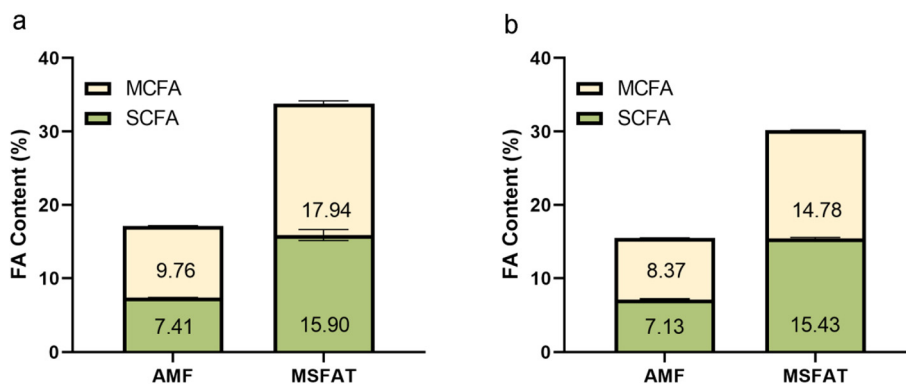 a
FA Content (%)
40
30
20
10
0
MCFA
SCFA
9.76
7.41
17.94
15.90
AMF
MSFAT
b
FA Content (%)
40
30
20
10
0
MCFA
SCFA
8.37
7.13
14.78
15.43
AMF
MSFAT